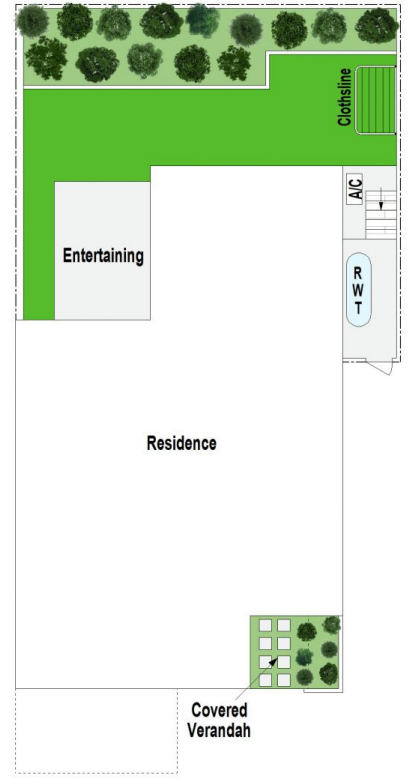 Clothsline
A/C
Entertaining
R
W
T
Residence
Covered
Verandah